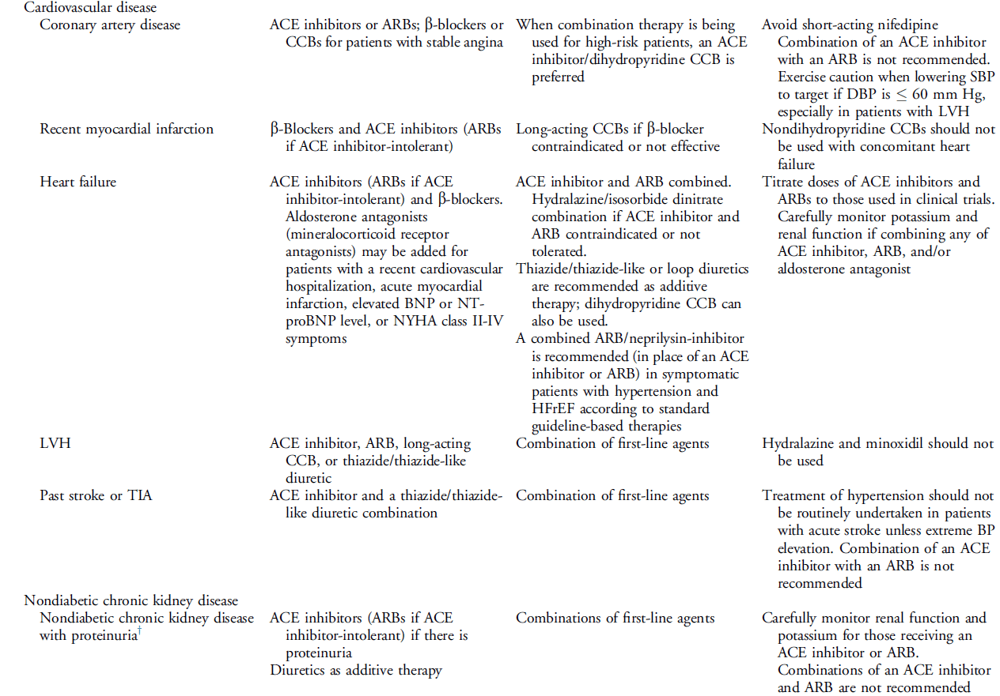 Cardiovascular disease
Coronary artery disease
ACE inhibitors or ARBs; β-blockers or
CCBs for patients with stable angina
When combination therapy is being
used for high-risk patients, an ACE
inhibitor/dihydropyridine CCB is
preferred
Avoid short-acting nifedipine
Combination of an ACE inhibitor
with an ARB is not recommended.
Exercise caution when lowering SBP
to target if DBP is ≤ 60 mm Hg,
especially in patients with LVH
Recent myocardial infarction
β-Blockers and ACE inhibitors (ARBs
if ACE inhibitor-intolerant)
Long-acting CCBs if β-blocker
contraindicated or not effective
Nondihydropyridine CCBs should not
be used with concomitant heart
failure
Heart failure
ACE inhibitors (ARBs if ACE
inhibitor-intolerant) and β-blockers.
Aldosterone antagonists
(mineralocorticoid receptor
antagonists) may be added for
patients with a recent cardiovascular
hospitalization, acute myocardial
infarction, elevated BNP or NT-
proBNP level, or NYHA class II-IV
symptoms
ACE inhibitor and ARB combined.
Hydralazine/isosorbide dinitrate
combination if ACE inhibitor and
ARB contraindicated or not
tolerated.
Thiazide/thiazide-like or loop diuretics
are recommended as additive
therapy; dihydropyridine CCB can
also be used.
A combined ARB/neprilysin-inhibitor
is recommended (in place of an ACE
inhibitor or ARB) in symptomatic
patients with hypertension and
HFrEF according to standard
guideline-based therapies
Titrate doses of ACE inhibitors and
ARBs to those used in clinical trials.
Carefully monitor potassium and
renal function if combining any of
ACE inhibitor, ARB, and/or
aldosterone antagonist
LVH
ACE inhibitor, ARB, long-acting
CCB, or thiazide/thiazide-like
diuretic
Combination of first-line agents
Hydralazine and minoxidil should not
be used
Past stroke or TIA
ACE inhibitor and a thiazide/thiazide-
like diuretic combination
Combination of first-line agents
Treatment of hypertension should not
be routinely undertaken in patients
with acute stroke unless extreme BP
elevation. Combination of an ACE
inhibitor with an ARB is not
recommended
Nondiabetic chronic kidney disease
Nondiabetic chronic kidney disease
with proteinuria†
ACE inhibitors (ARBs if ACE
inhibitor-intolerant) if there is
proteinuria
Diuretics as additive therapy
Combinations of first-line agents
Carefully monitor renal function and
potassium for those receiving an
ACE inhibitor or ARB.
Combinations of an ACE inhibitor
and ARB are not recommended